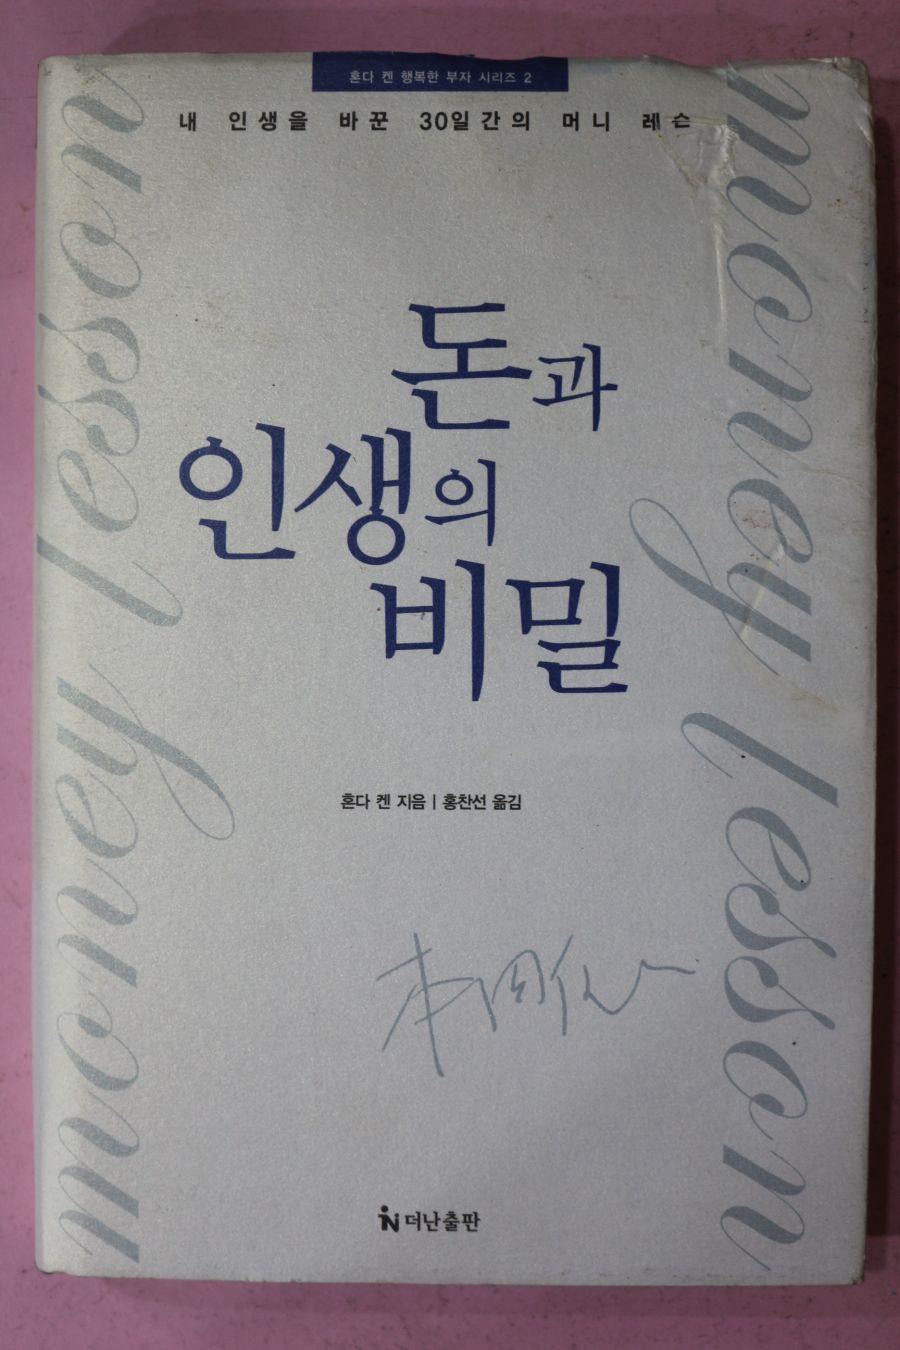 혼다 켄 행복한 부자 시리즈 2
내 인생을 바꾼 30일간의 머니 레슨
돈과
인생의
비밀
혼다 켄 지음 | 홍찬선 옮김
더난출판
money lesson
money lesson